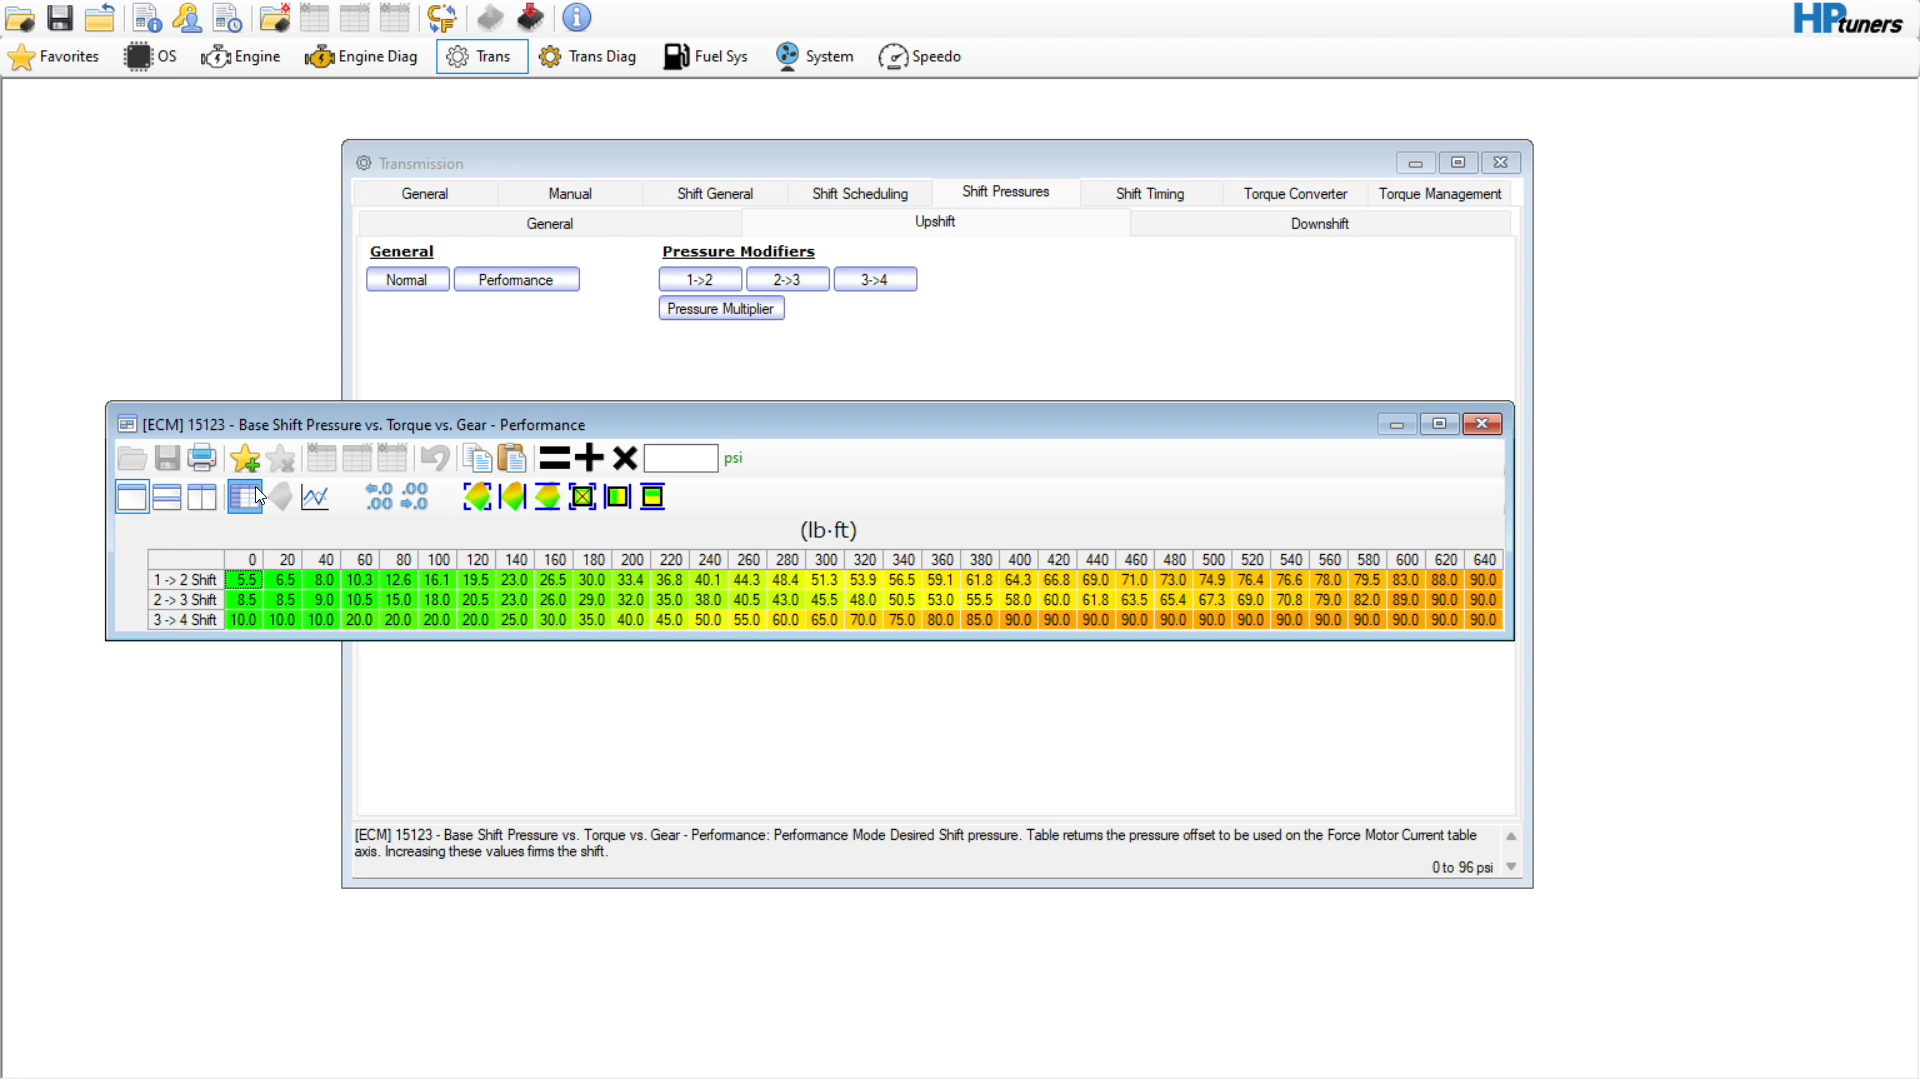 HPtuners
Favorites OS Engine Engine Diag Trans Trans Diag Fuel Sys System Speedo
Transmission
General Manual Shift General Shift Scheduling Shift Pressures Shift Timing Torque Converter Torque Management
General Upshift Downshift
General Pressure Modifiers
Normal Performance 1->2 2->3 3->4
Pressure Multiplier
[ECM] 15123 - Base Shift Pressure vs. Torque vs. Gear - Performance
psi
(lb·ft)
0 20 40 60 80 100 120 140 160 180 200 220 240 260 280 300 320 340 360 380 400 420 440 460 480 500 520 540 560 580 600 620 640
1 -> 2 Shift 5.5 6.5 8.0 10.3 12.6 16.1 19.5 23.0 26.5 30.0 33.4 36.8 40.1 44.3 48.4 51.3 53.9 56.5 59.1 61.8 64.3 66.8 69.0 71.0 73.0 74.9 76.4 76.6 78.0 79.5 83.0 88.0 90.0
2 -> 3 Shift 8.5 8.5 9.0 10.5 15.0 18.0 20.5 23.0 26.0 29.0 32.0 35.0 38.0 40.5 43.0 45.5 48.0 50.5 53.0 55.5 58.0 60.0 61.8 63.5 65.4 67.3 69.0 70.8 79.0 82.0 89.0 90.0 90.0
3 -> 4 Shift 10.0 10.0 10.0 20.0 20.0 20.0 20.0 25.0 30.0 35.0 40.0 45.0 50.0 55.0 60.0 65.0 70.0 75.0 80.0 85.0 90.0 90.0 90.0 90.0 90.0 90.0 90.0 90.0 90.0 90.0 90.0 90.0 90.0
[ECM] 15123 - Base Shift Pressure vs. Torque vs. Gear - Performance: Performance Mode Desired Shift pressure. Table returns the pressure offset to be used on the Force Motor Current table
axis. Increasing these values firms the shift.
0 to 96 psi